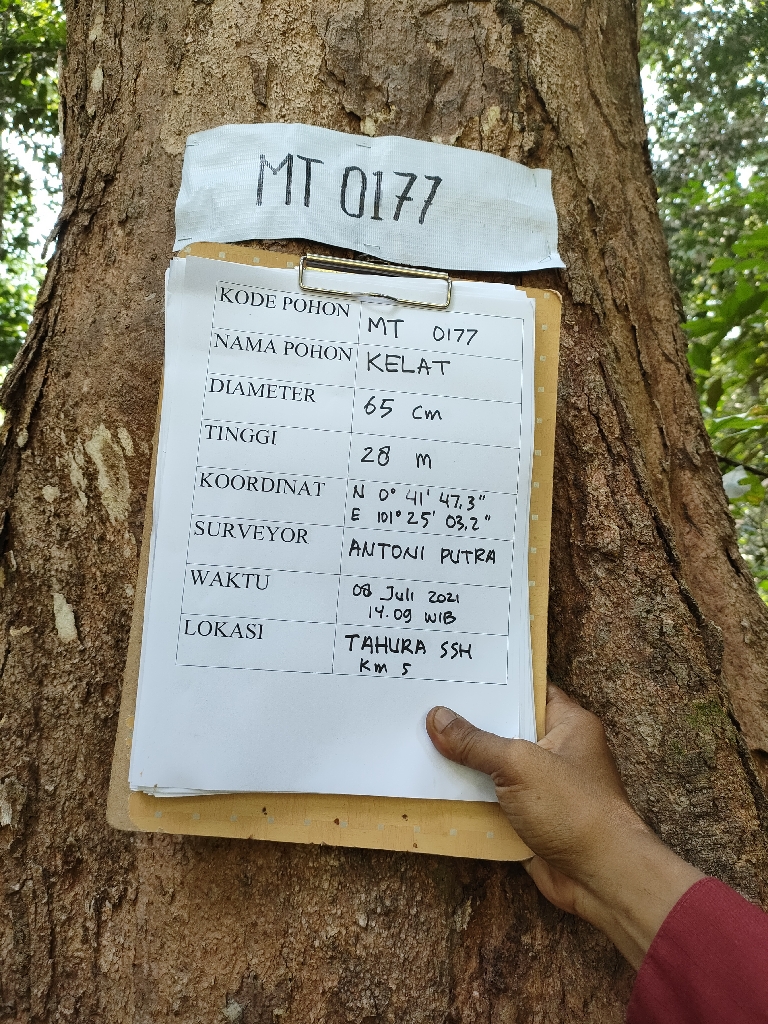 MT 0177
KODE POHON MT 0177
NAMA POHON KELAT
DIAMETER 65 cm
TINGGI 28 m
KOORDINAT N 0° 41' 47.3"
E 101° 25' 03.2"
SURVEYOR ANTONI PUTRA
WAKTU 08 Juli 2021
14.09 WIB
LOKASI TAHURA SSH
Km 5